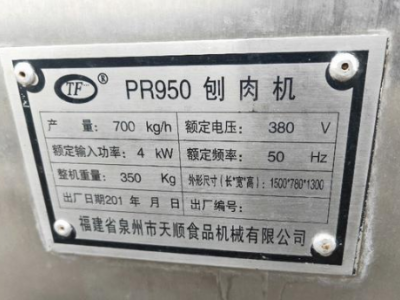 TF ® PR950 刨肉机
产 量: 700 kg/h 额定电压: 380 V
额定输入功率: 4 kW 额定频率: 50 Hz
整机重量: 350 Kg 外形尺寸(长*宽*高): 1500*780*1300
出厂日期201 年 月 日 出厂编号:
福建省泉州市天顺食品机械有限公司